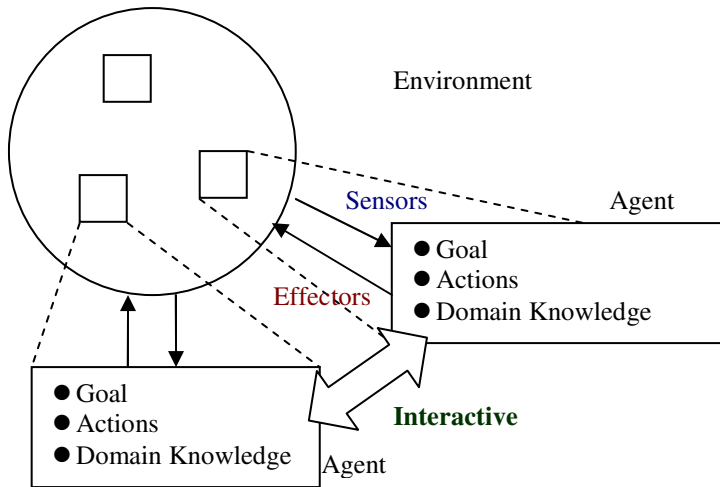 Environment
Sensors
Agent
● Goal
● Actions
● Domain Knowledge
Effectors
● Goal
● Actions
● Domain Knowledge
Interactive
Agent